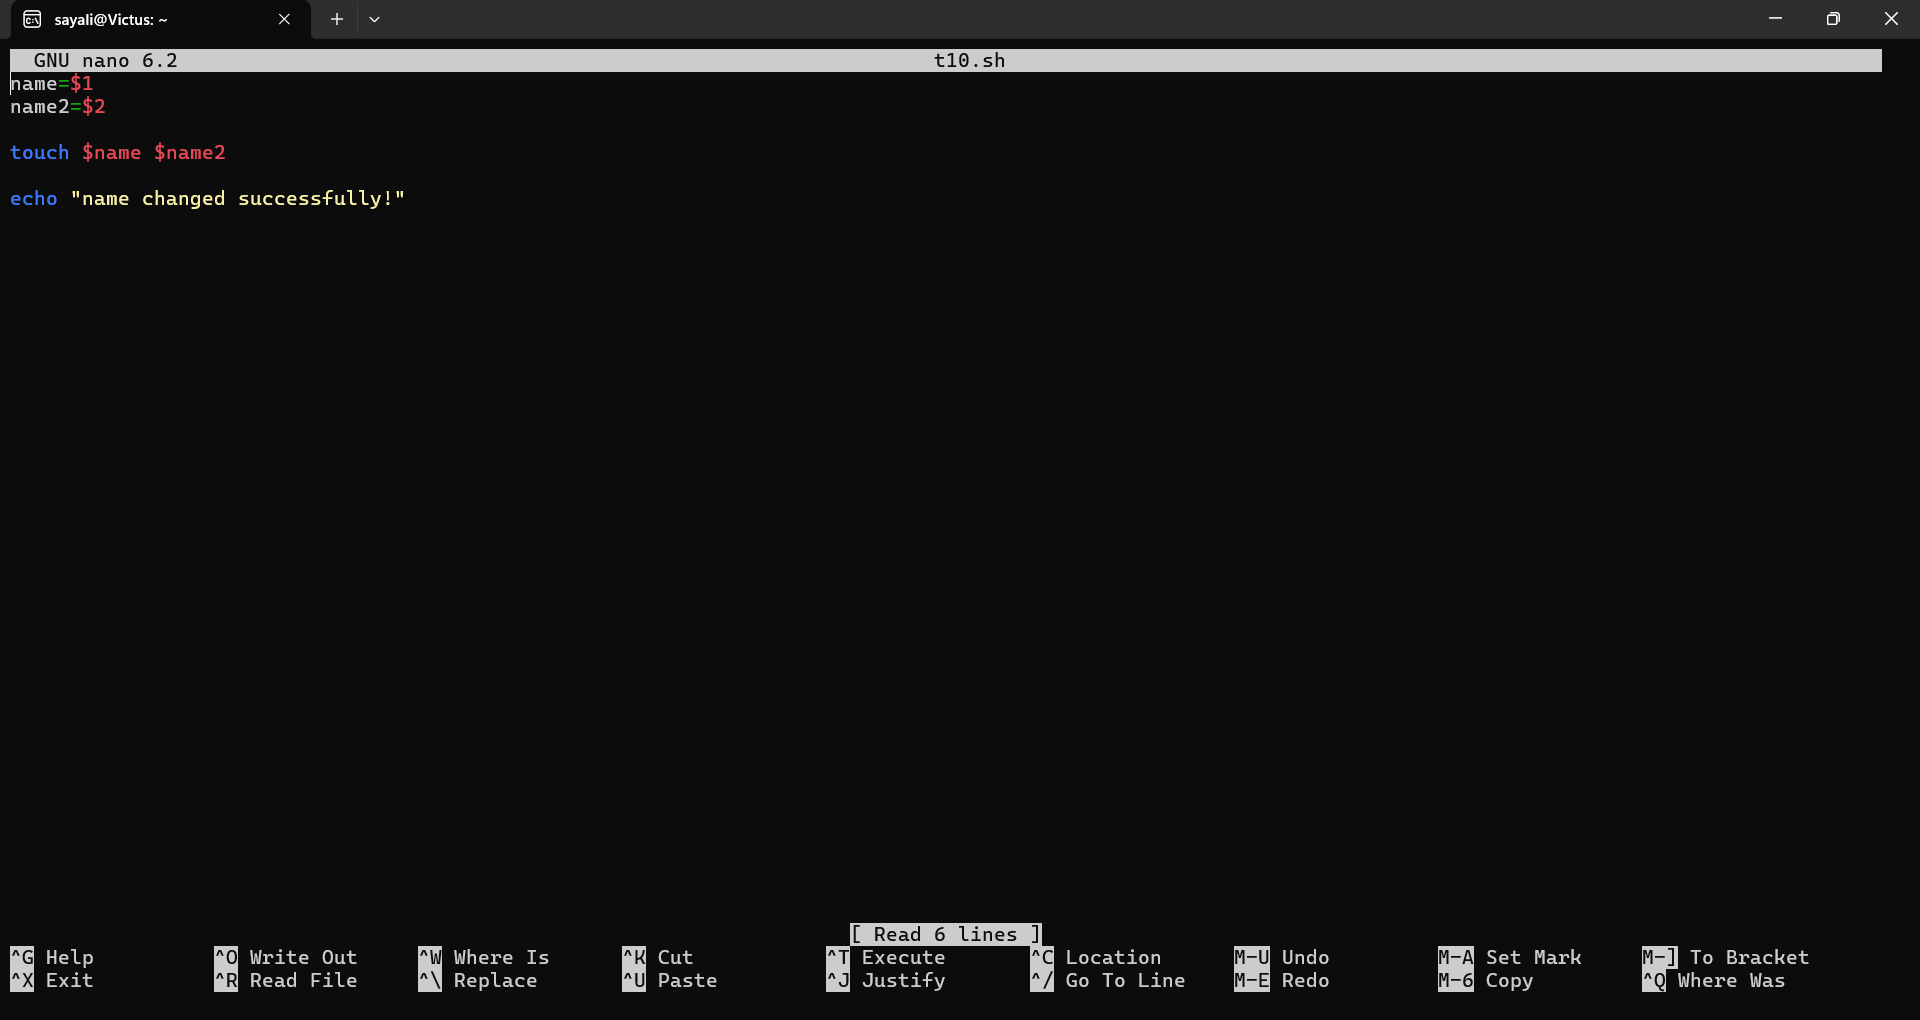 sayali@Victus: ~
GNU nano 6.2 t10.sh
name=$1
name2=$2
touch $name $name2
echo "name changed successfully!"
[ Read 6 lines ]
^G Help ^O Write Out ^W Where Is ^K Cut ^T Execute ^C Location M-U Undo M-A Set Mark M-] To Bracket
^X Exit ^R Read File ^\ Replace ^U Paste ^J Justify ^/ Go To Line M-E Redo M-6 Copy ^Q Where Was